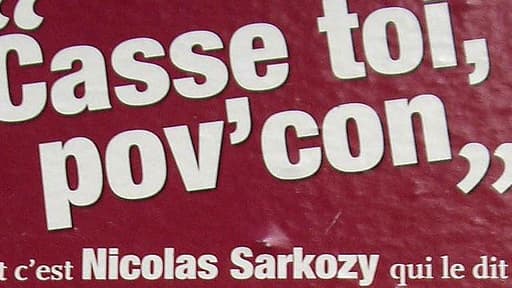 “Casse toi,
pov’con„
t c’est Nicolas Sarkozy qui le dit